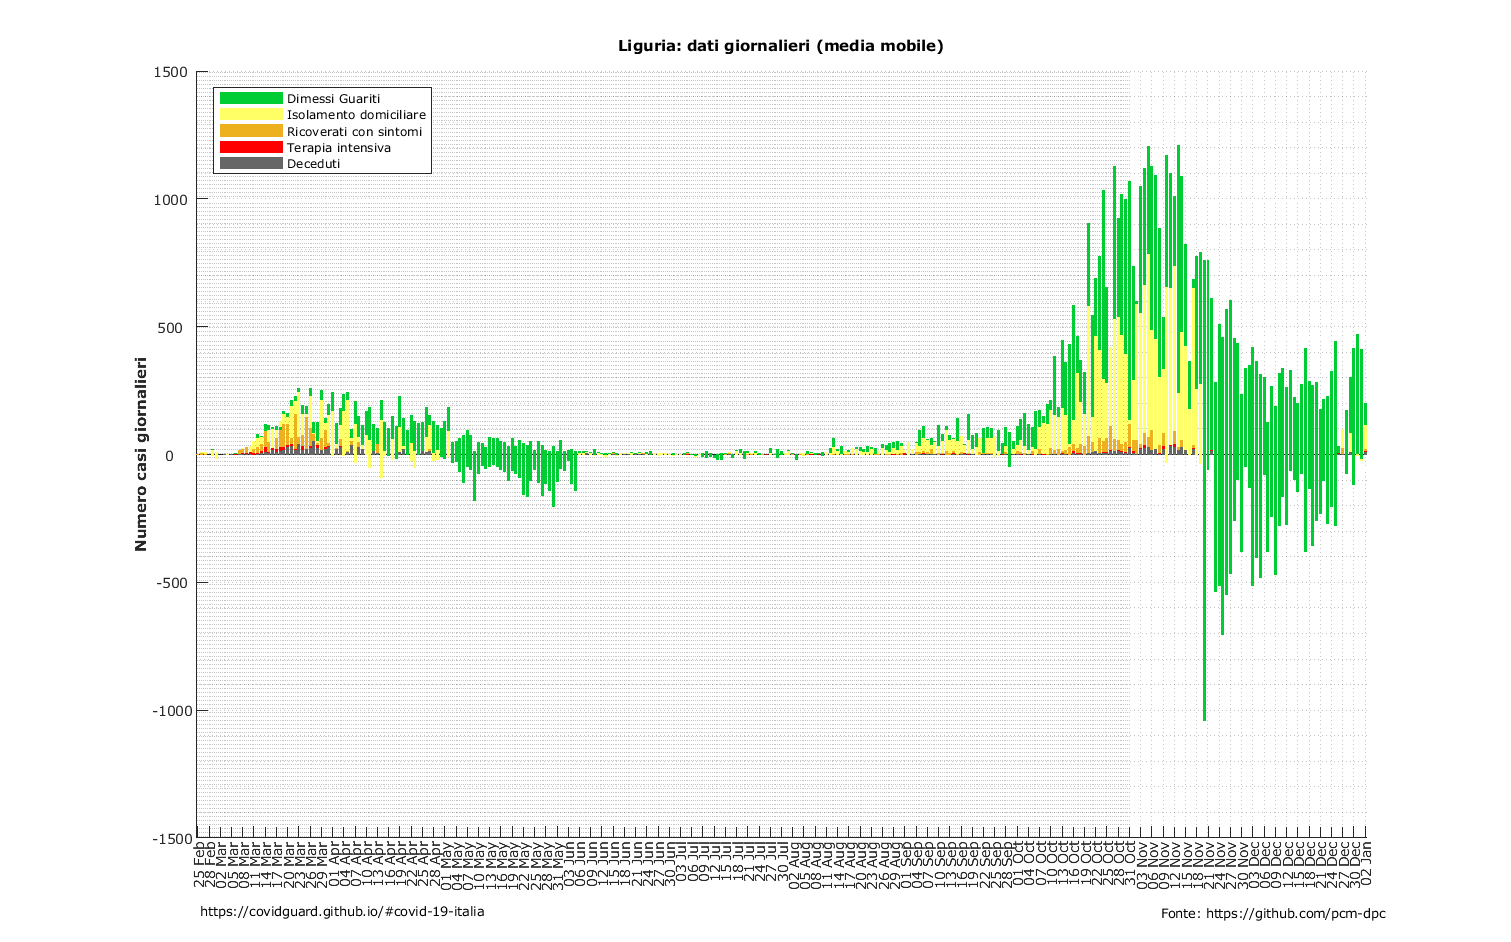 Liguria: dati giornalieri (media mobile)
1500
1000
500
0
-500
-1000
-1500
Numero casi giornalieri
Dimessi Guariti
Isolamento domiciliare
Ricoverati con sintomi
Terapia intensiva
Deceduti
25 Feb
28 Feb
02 Mar
05 Mar
08 Mar
11 Mar
14 Mar
17 Mar
20 Mar
23 Mar
26 Mar
29 Mar
01 Apr
04 Apr
07 Apr
10 Apr
13 Apr
16 Apr
19 Apr
22 Apr
25 Apr
28 Apr
01 May
04 May
07 May
10 May
13 May
16 May
19 May
22 May
25 May
28 May
31 May
03 Jun
06 Jun
09 Jun
12 Jun
15 Jun
18 Jun
21 Jun
24 Jun
27 Jun
30 Jun
03 Jul
06 Jul
09 Jul
12 Jul
15 Jul
18 Jul
21 Jul
24 Jul
27 Jul
30 Jul
02 Aug
05 Aug
08 Aug
11 Aug
14 Aug
17 Aug
20 Aug
23 Aug
26 Aug
29 Aug
01 Sep
04 Sep
07 Sep
10 Sep
13 Sep
16 Sep
19 Sep
22 Sep
25 Sep
28 Sep
01 Oct
04 Oct
07 Oct
10 Oct
13 Oct
16 Oct
19 Oct
22 Oct
25 Oct
28 Oct
31 Oct
03 Nov
06 Nov
09 Nov
12 Nov
15 Nov
18 Nov
21 Nov
24 Nov
27 Nov
30 Nov
03 Dec
06 Dec
09 Dec
12 Dec
15 Dec
18 Dec
21 Dec
24 Dec
27 Dec
30 Dec
02 Jan
https://covidguard.github.io/#covid-19-italia
Fonte: https://github.com/pcm-dpc